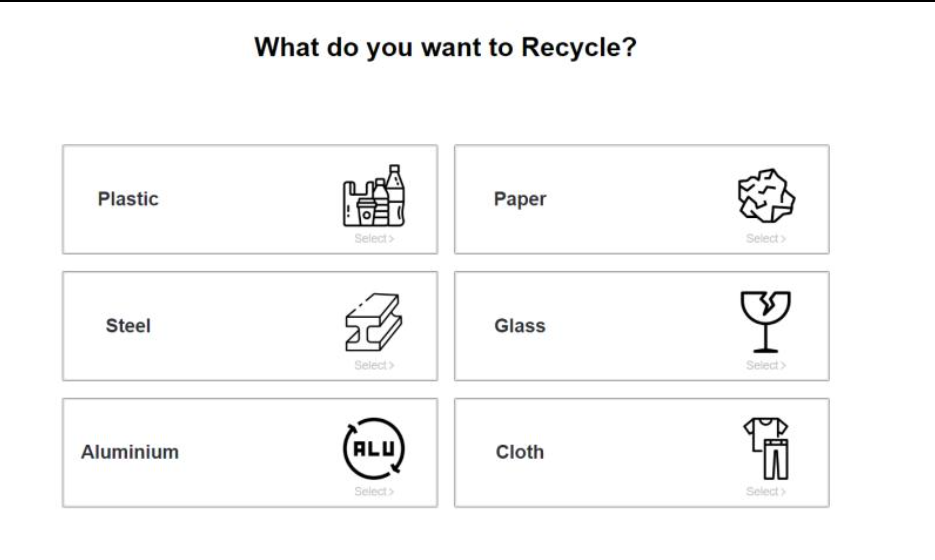 What do you want to Recycle?
Plastic
Select >
Paper
Select >
Steel
Select >
Glass
Select >
Aluminium
ALU
Select >
Cloth
Select >